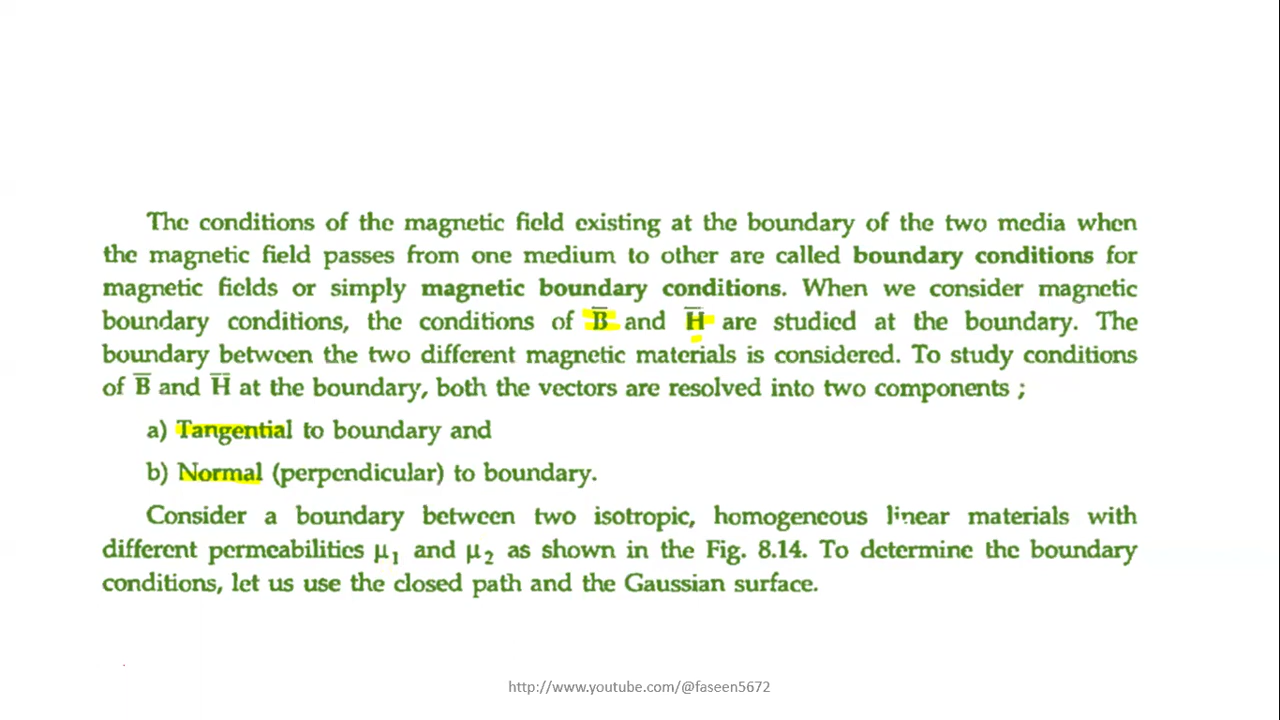 The conditions of the magnetic field existing at the boundary of the two media when
the magnetic field passes from one medium to other are called boundary conditions for
magnetic fields or simply magnetic boundary conditions. When we consider magnetic
boundary conditions, the conditions of B̅ and H̅ are studied at the boundary. The
boundary between the two different magnetic materials is considered. To study conditions
of B̅ and H̅ at the boundary, both the vectors are resolved into two components ;
a) Tangential to boundary and
b) Normal (perpendicular) to boundary.
Consider a boundary between two isotropic, homogeneous linear materials with
different permeabilities μ₁ and μ₂ as shown in the Fig. 8.14. To determine the boundary
conditions, let us use the closed path and the Gaussian surface.
http://www.youtube.com/@faseen5672